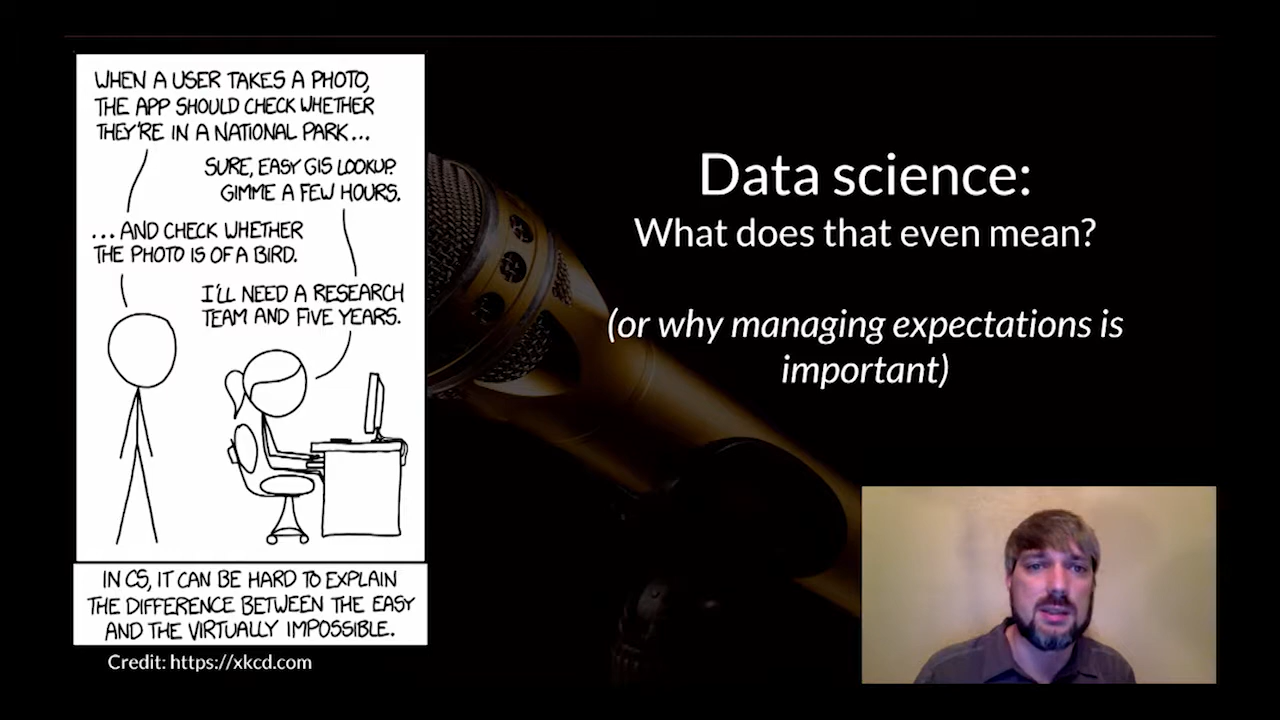 WHEN A USER TAKES A PHOTO,
THE APP SHOULD CHECK WHETHER
THEY'RE IN A NATIONAL PARK...
SURE, EASY GIS LOOKUP.
GIMME A FEW HOURS.
...AND CHECK WHETHER
THE PHOTO IS OF A BIRD.
I'LL NEED A RESEARCH
TEAM AND FIVE YEARS.
IN CS, IT CAN BE HARD TO EXPLAIN
THE DIFFERENCE BETWEEN THE EASY
AND THE VIRTUALLY IMPOSSIBLE.
Credit: https://xkcd.com
Data science:
What does that even mean?
(or why managing expectations is
important)